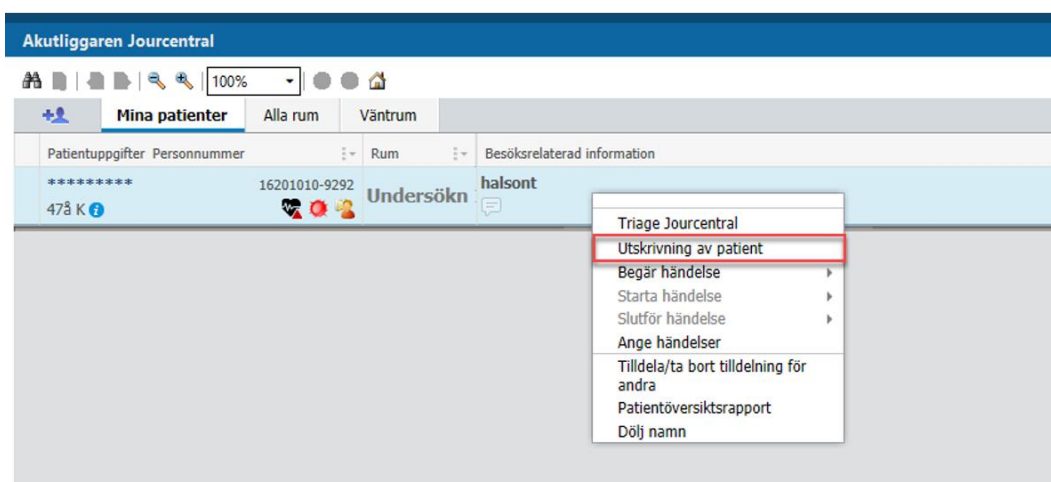 Akutliggaren Jourcentral
100%
Mina patienter Alla rum Väntrum
Patientuppgifter Personnummer Rum Besöksrelaterad information
********* 16201010-9292 Undersökn halsont
47å K
Triage Jourcentral
Utskrivning av patient
Begär händelse
Starta händelse
Slutför händelse
Ange händelser
Tilldela/ta bort tilldelning för
andra
Patientöversiktsrapport
Dölj namn